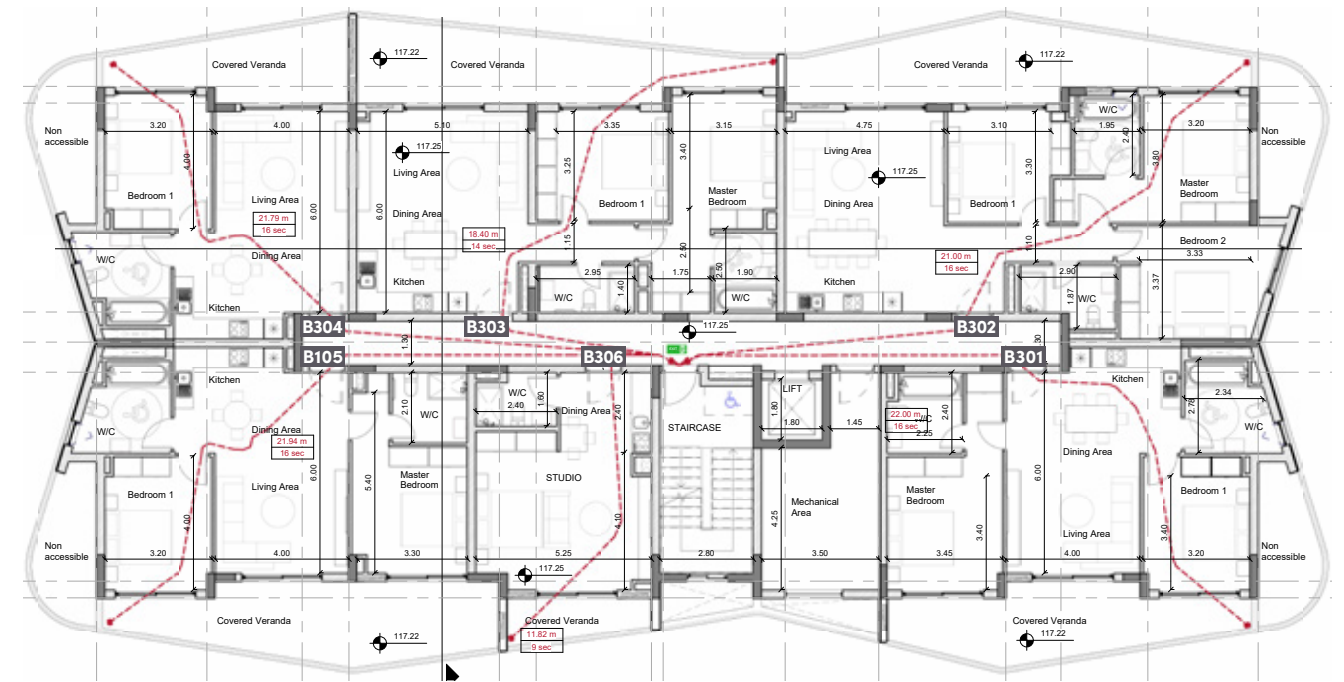 117.22
Covered Veranda
Covered Veranda
Covered Veranda
117.22
Non
accessible
3.20
4.00
5.10
3.35
3.15
4.75
3.10
W/C
1.95
2.40
3.20
Non
accessible
117.25
Living Area
Living Area
117.25
4.00
3.25
3.40
3.30
3.80
Bedroom 1
Living Area
6.00
6.00
Dining Area
Bedroom 1
Master
Bedroom
Dining Area
Bedroom 1
Master
Bedroom
21.79 m
16 sec
18.40 m
14 sec
1.15
2.50
1.10
Bedroom 2
W/C
Dining Area
21.00 m
16 sec
3.33
Kitchen
2.95
1.75
2.50
1.90
Kitchen
2.90
3.37
Kitchen
W/C
1.40
W/C
1.87
W/C
B304
B303
117.25
B302
1.30
30
B105
B306
B301
Kitchen
LIFT
Kitchen
W/C
2.10
W/C
W/C
2.40
1.60
Dining Area
2.40
STAIRCASE
1.80
1.80
1.45
22.00 m
16 sec
W/C
2.25
2.40
2.78
2.34
W/C
Dining Area
21.94 m
16 sec
Dining Area
Bedroom 1
Living Area
6.00
5.40
Master
Bedroom
STUDIO
Mechanical
Area
Master
Bedroom
6.00
Bedroom 1
4.00
4.10
4.25
3.40
Living Area
3.40
Non
accessible
3.20
4.00
3.30
5.25
2.80
3.50
3.45
4.00
3.20
Non
accessible
117.25
Covered Veranda
Covered Veranda
Covered Veranda
117.22
11.82 m
9 sec
117.22